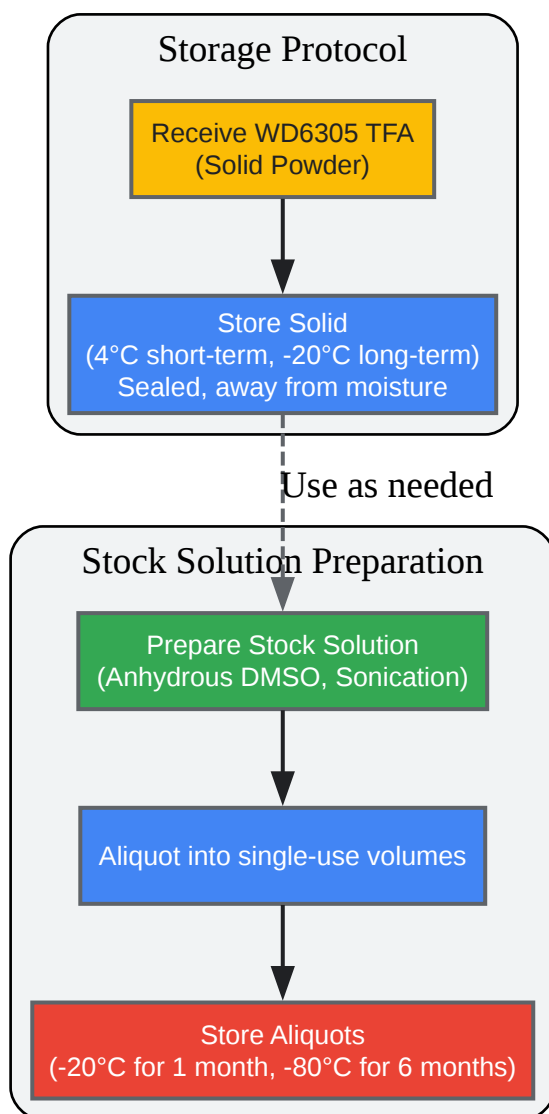 Storage Protocol
Receive WD6305 TFA
(Solid Powder)
Store Solid
(4°C short-term, -20°C long-term)
Sealed, away from moisture
Use as needed
Stock Solution Preparation
Prepare Stock Solution
(Anhydrous DMSO, Sonication)
Aliquot into single-use volumes
Store Aliquots
(-20°C for 1 month, -80°C for 6 months)